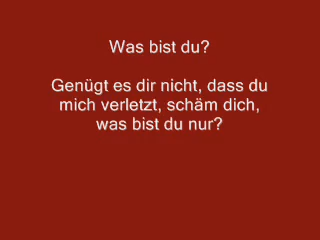 Was bist du?
Genügt es dir nicht, dass du
mich verletzt, schäm dich,
was bist du nur?